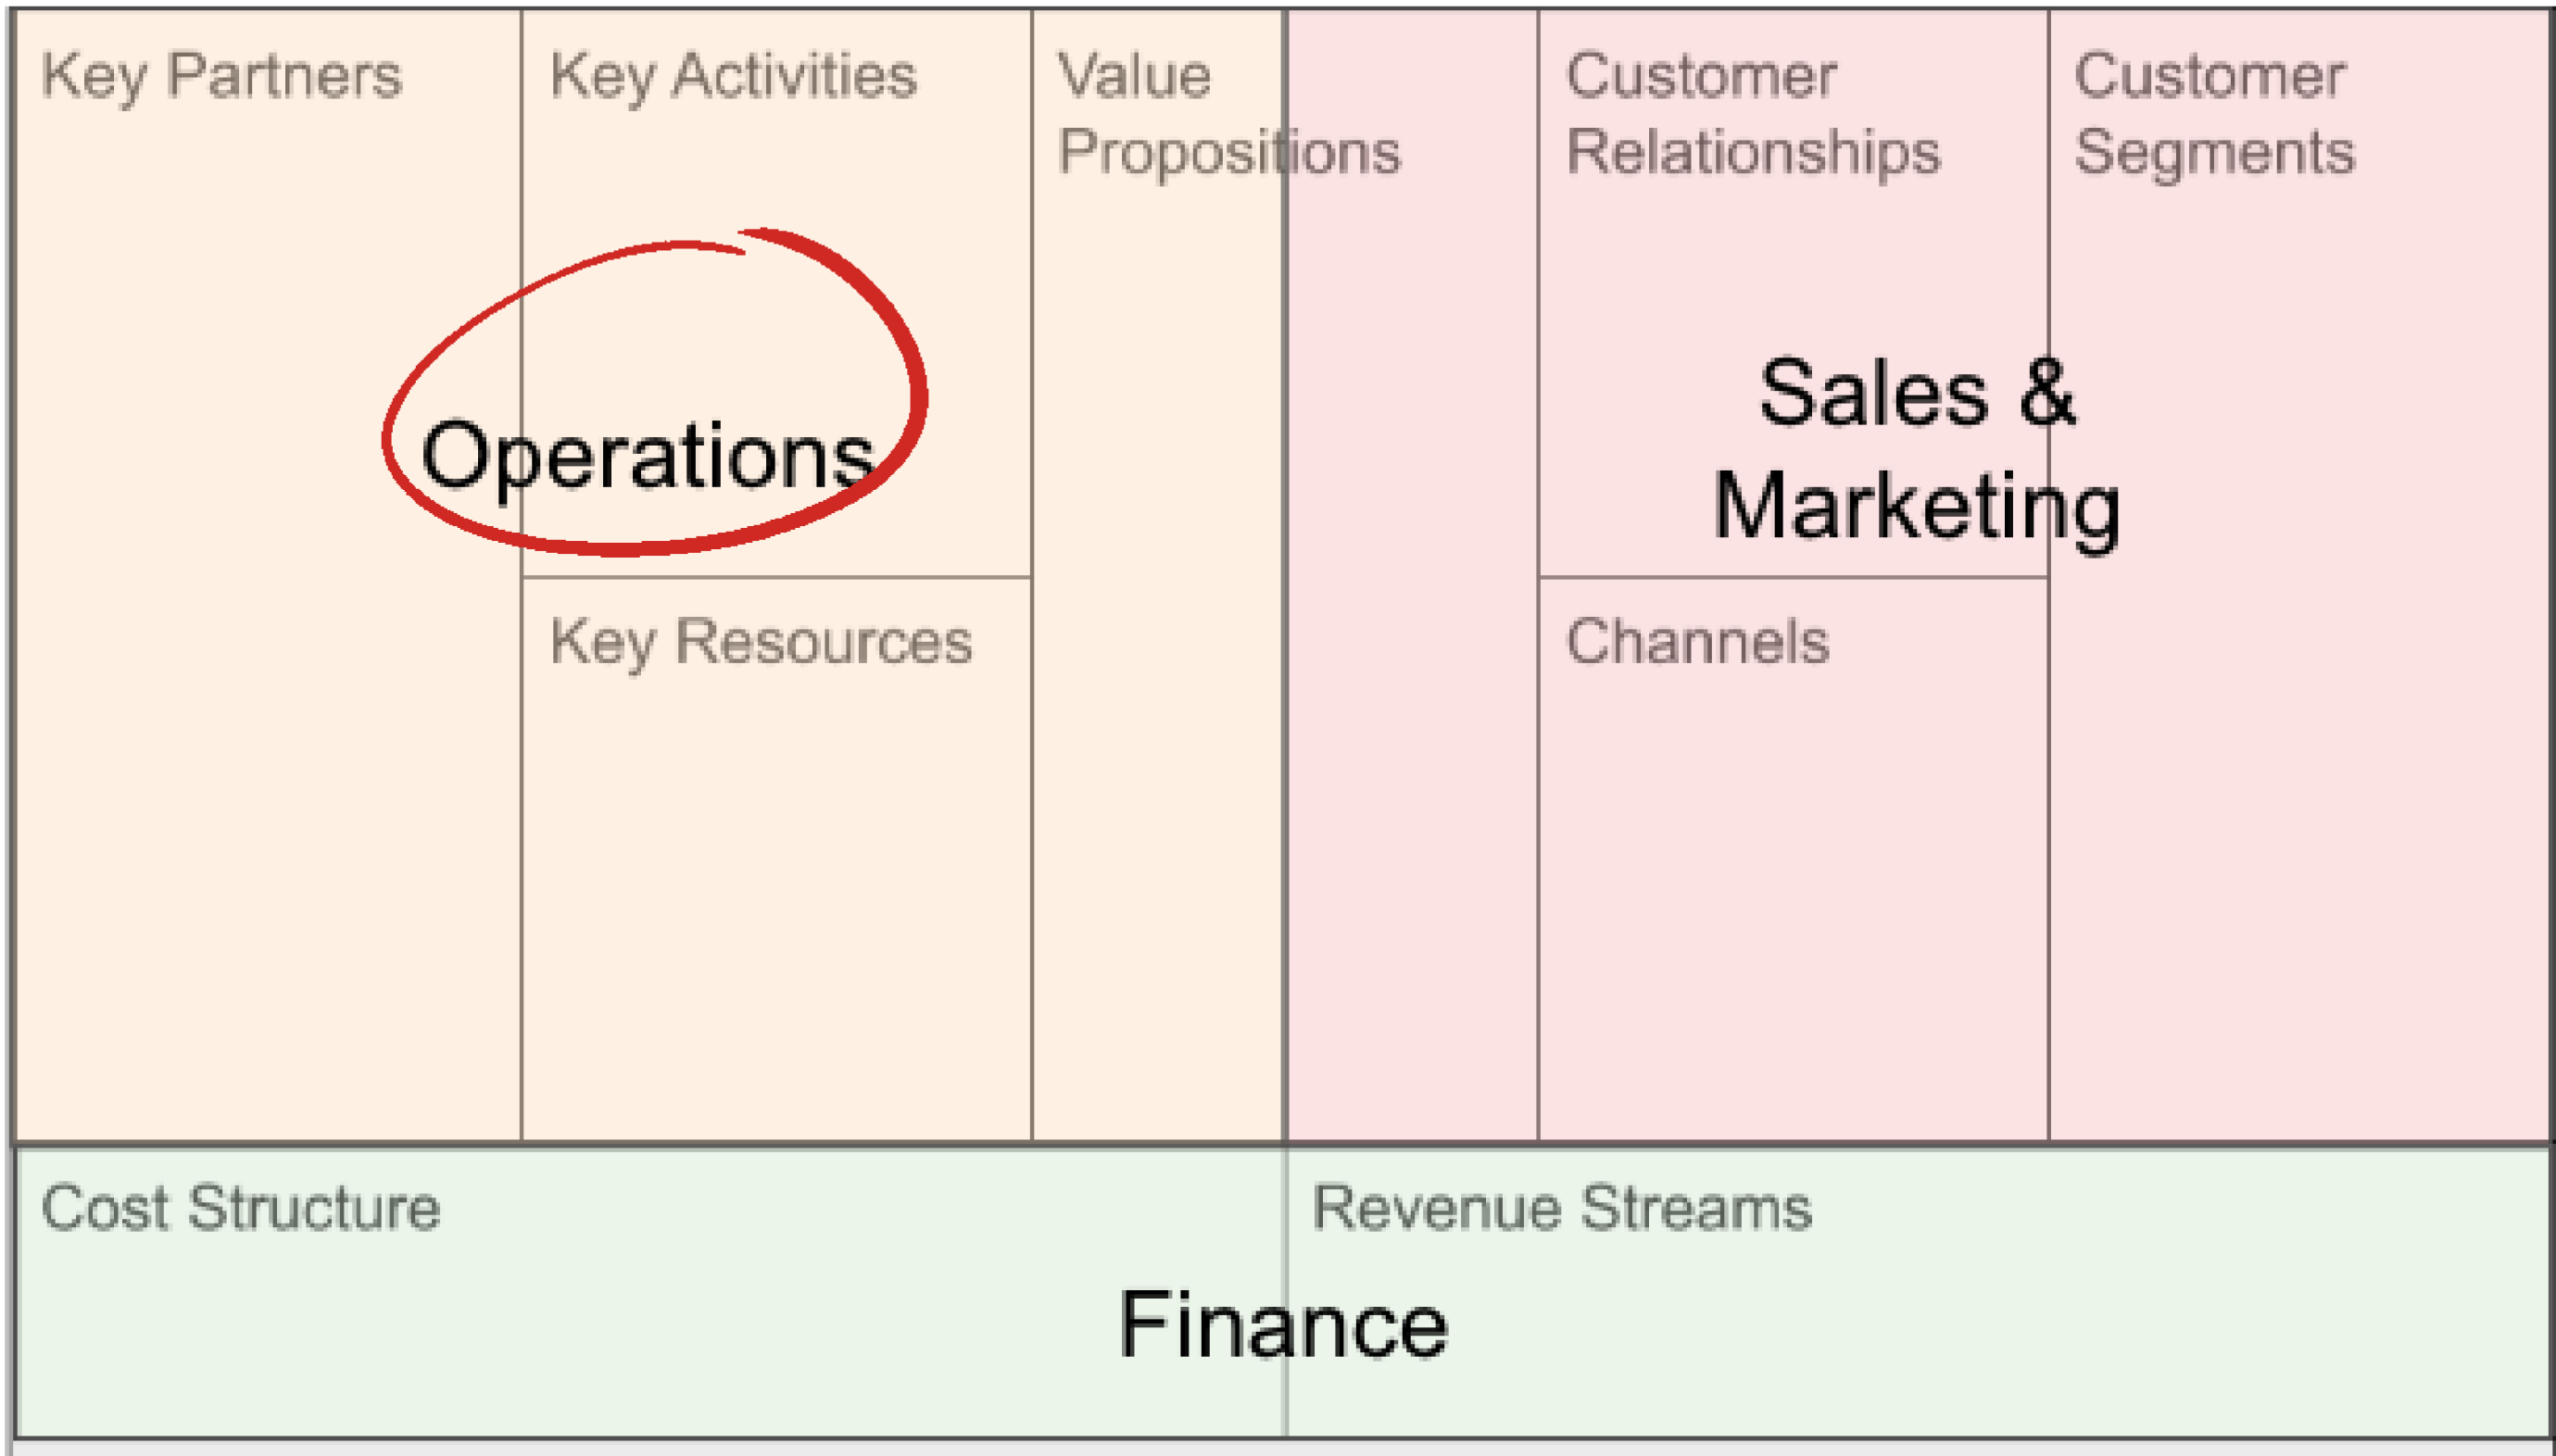 Key Partners
Key Activities
Value
Propositions
Customer
Relationships
Customer
Segments
Operations
Sales &
Marketing
Key Resources
Channels
Cost Structure
Revenue Streams
Finance